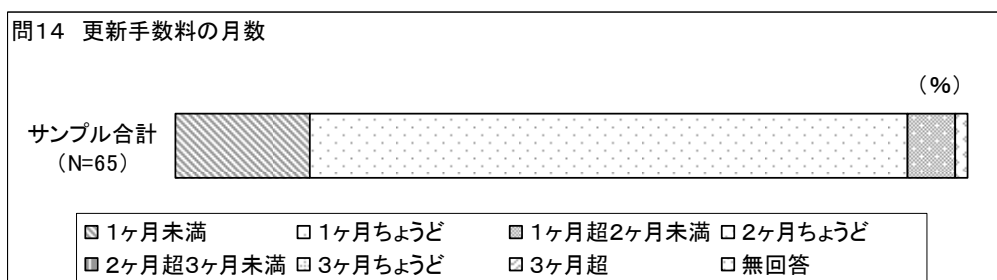 問14 更新手数料の月数
(%)
サンプル合計
(N=65)
1ヶ月未満 1ヶ月ちょうど 1ヶ月超2ヶ月未満 2ヶ月ちょうど
2ヶ月超3ヶ月未満 3ヶ月ちょうど 3ヶ月超 無回答